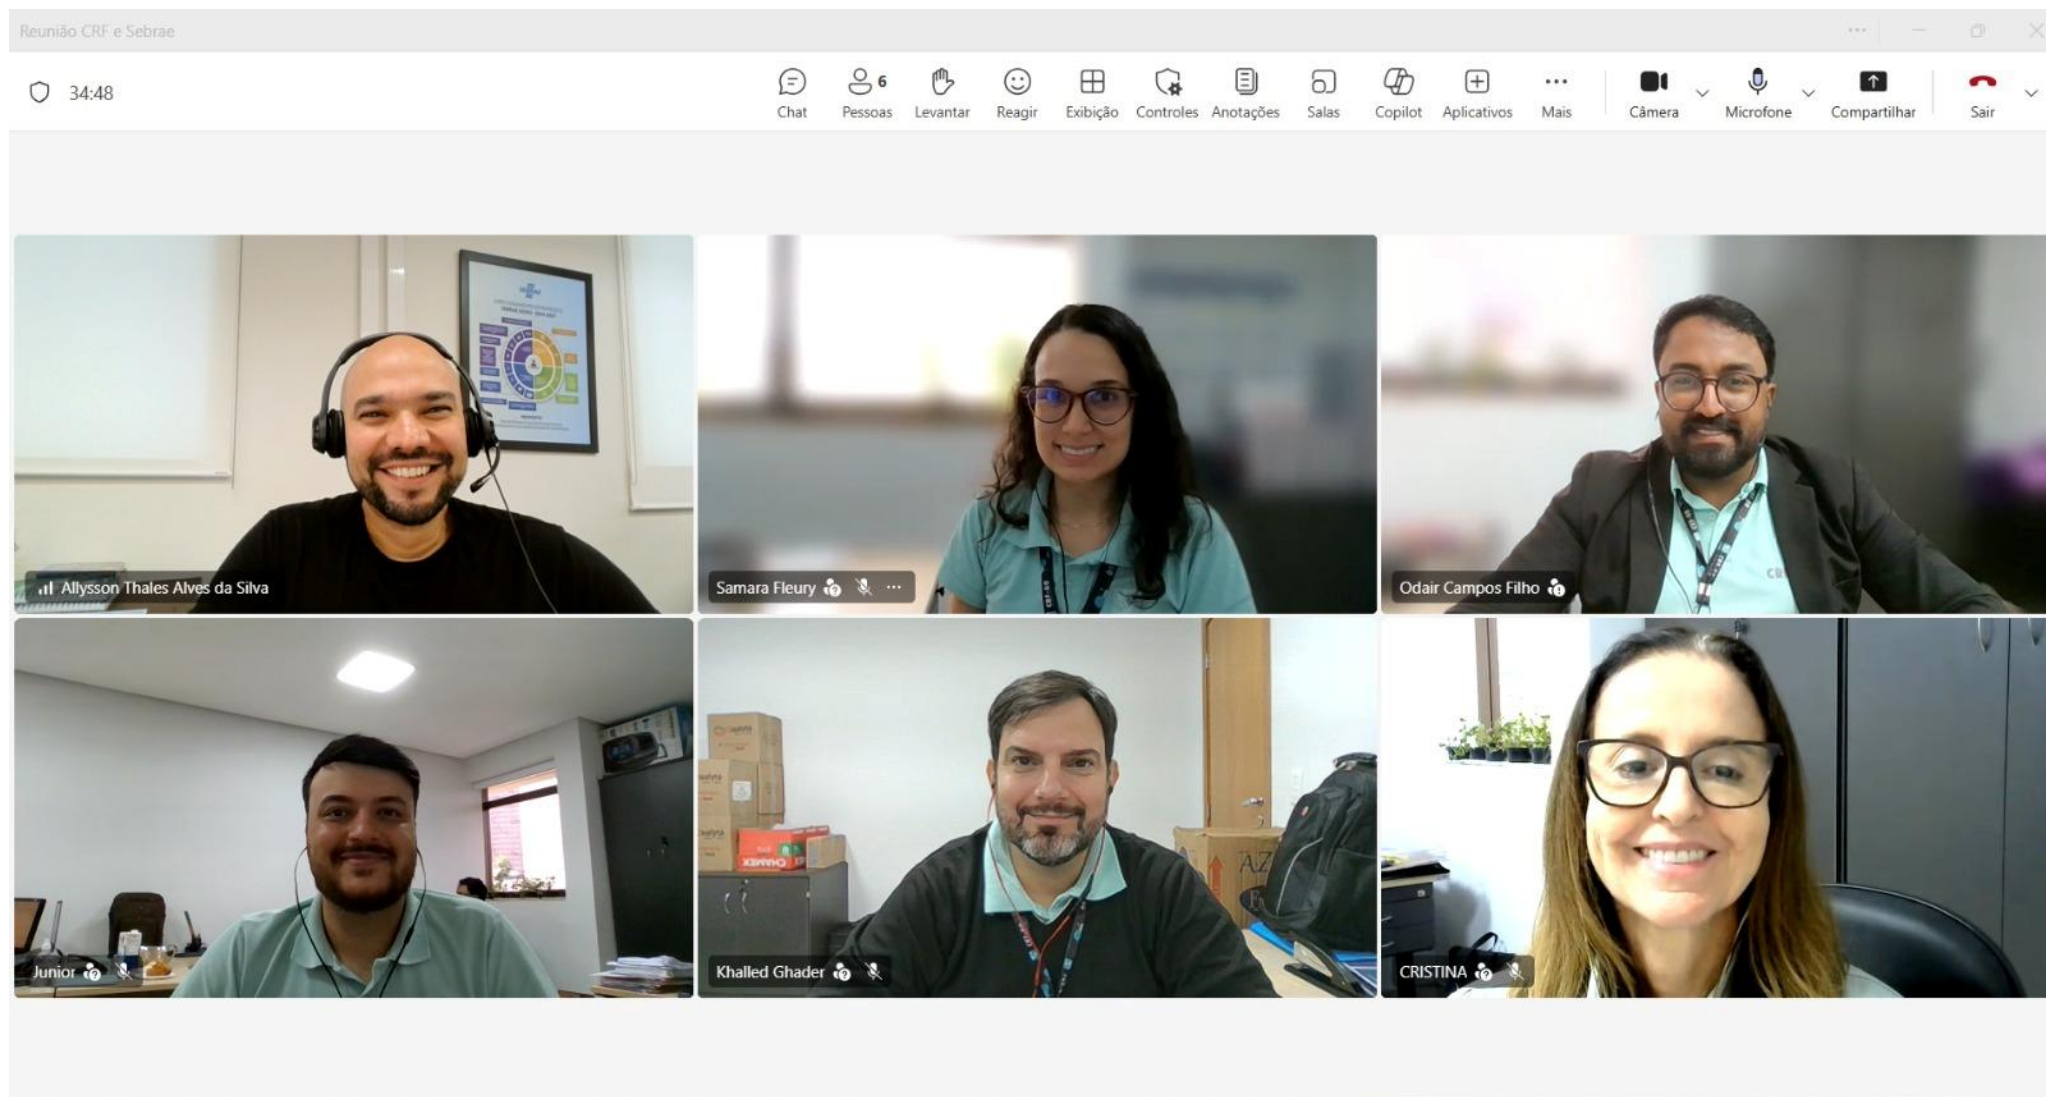 Reunião CRF e Sebrae
34:48
Chat
Pessoas 6
Levantar
Reagir
Exibição
Controles
Anotações
Salas
Copilot
Aplicativos
Mais
Câmera
Microfone
Compartilhar
Sair
Allysson Thales Alves da Silva
Samara Fleury
Odair Campos Filho
Junior
CHAMEX
Khalled Ghader
CRISTINA